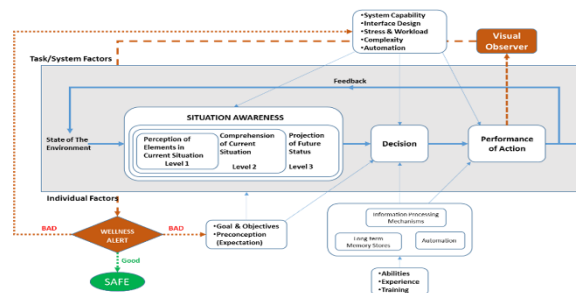 •System Capability
•Interface Design
•Stress & Workload
•Complexity
•Automation
Visual
Observer
Task/System Factors
Feedback
SITUATION AWARENESS
State of The
Environment
Perception of
Elements in
Current Situation
Level 1
Comprehension
of Current
Situation
Level 2
Projection
of Future
Status
Level 3
Decision
Performance
of Action
Individual Factors
BAD
WELLNESS
ALERT
BAD
Good
SAFE
•Goal & Objectives
•Preconception
(Expectation)
Information Processing
Mechanisms
Long term
Memory Stores
Automation
•Abilities
•Experience
•Training